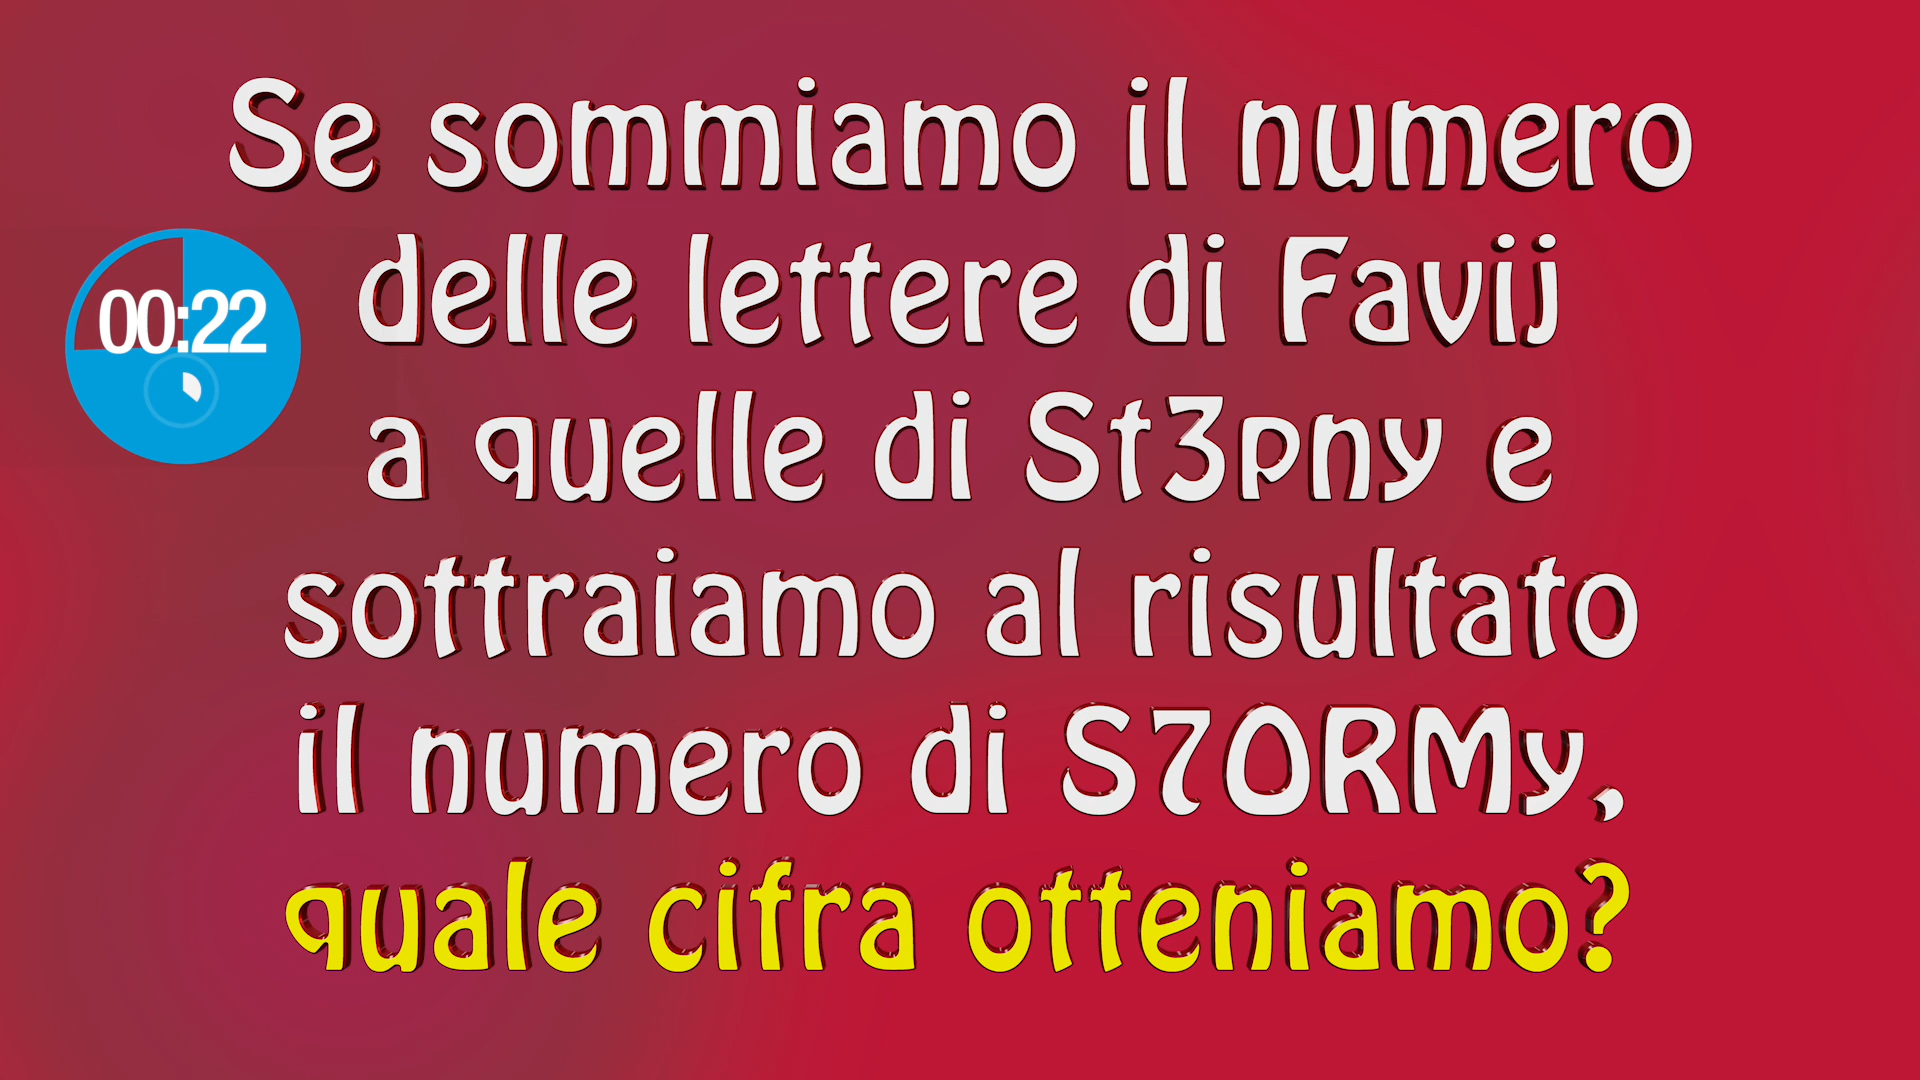 Se sommiamo il numero
delle lettere di Favij
00:22
a quelle di St3pny e
sottraiamo al risultato
il numero di S7ORMy,
quale cifra otteniamo?